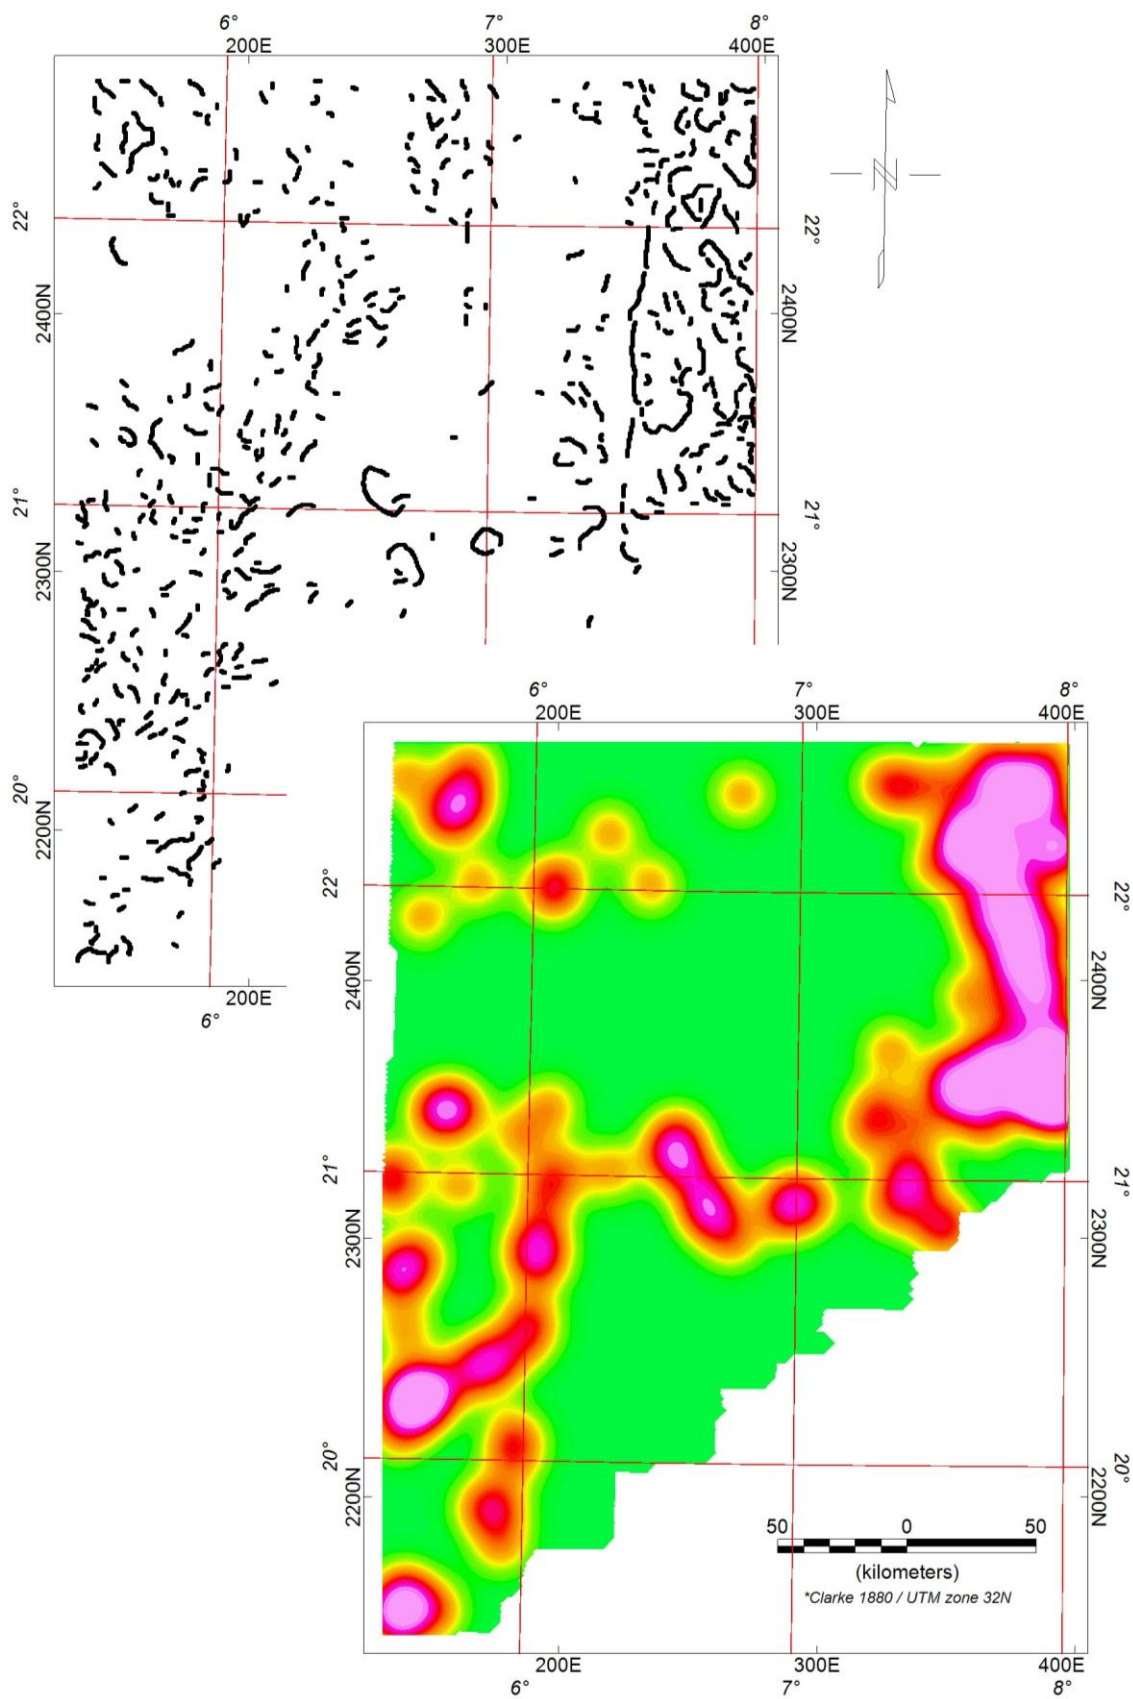 6° 7° 8°
200E 300E 400E
22° 22°
2400N 2400N
21° 21°
2300N 2300N
20°
2200N
200E
6°
N
6° 7° 8°
200E 300E 400E
22° 22°
2400N 2400N
21° 21°
2300N 2300N
20° 20°
2200N 2200N
50 0 50
(kilometers)
*Clarke 1880 / UTM zone 32N
200E 300E 400E
6° 7° 8°